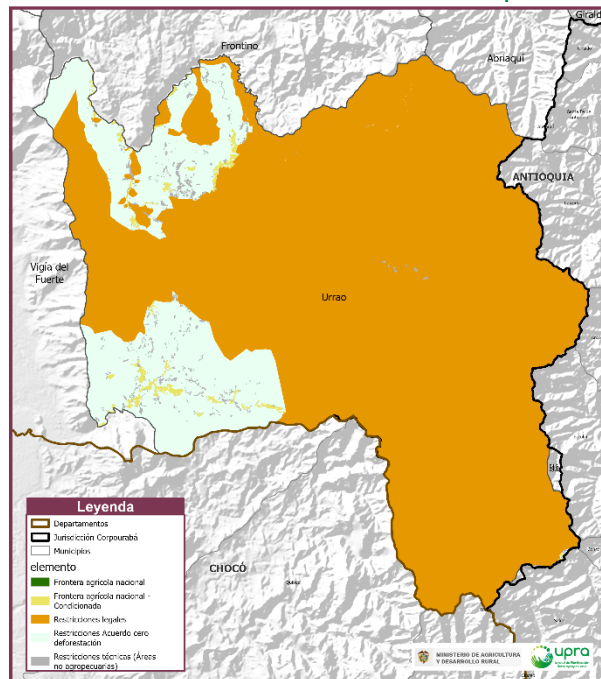 Giraldo
Frontino
Abriaquí
ANTIOQUIA
Vigía del
Fuerte
Urrao
CHOCÓ
Leyenda
Departamentos
Jurisdicción Corpourabá
Municipios
elemento
Frontera agrícola nacional
Frontera agrícola nacional -
Condicionada
Restricciones legales
Restricciones Acuerdo cero
deforestación
Restricciones técnicas (Áreas
no agropecuarias)
MINISTERIO DE AGRICULTURA
Y DESARROLLO RURAL
upra